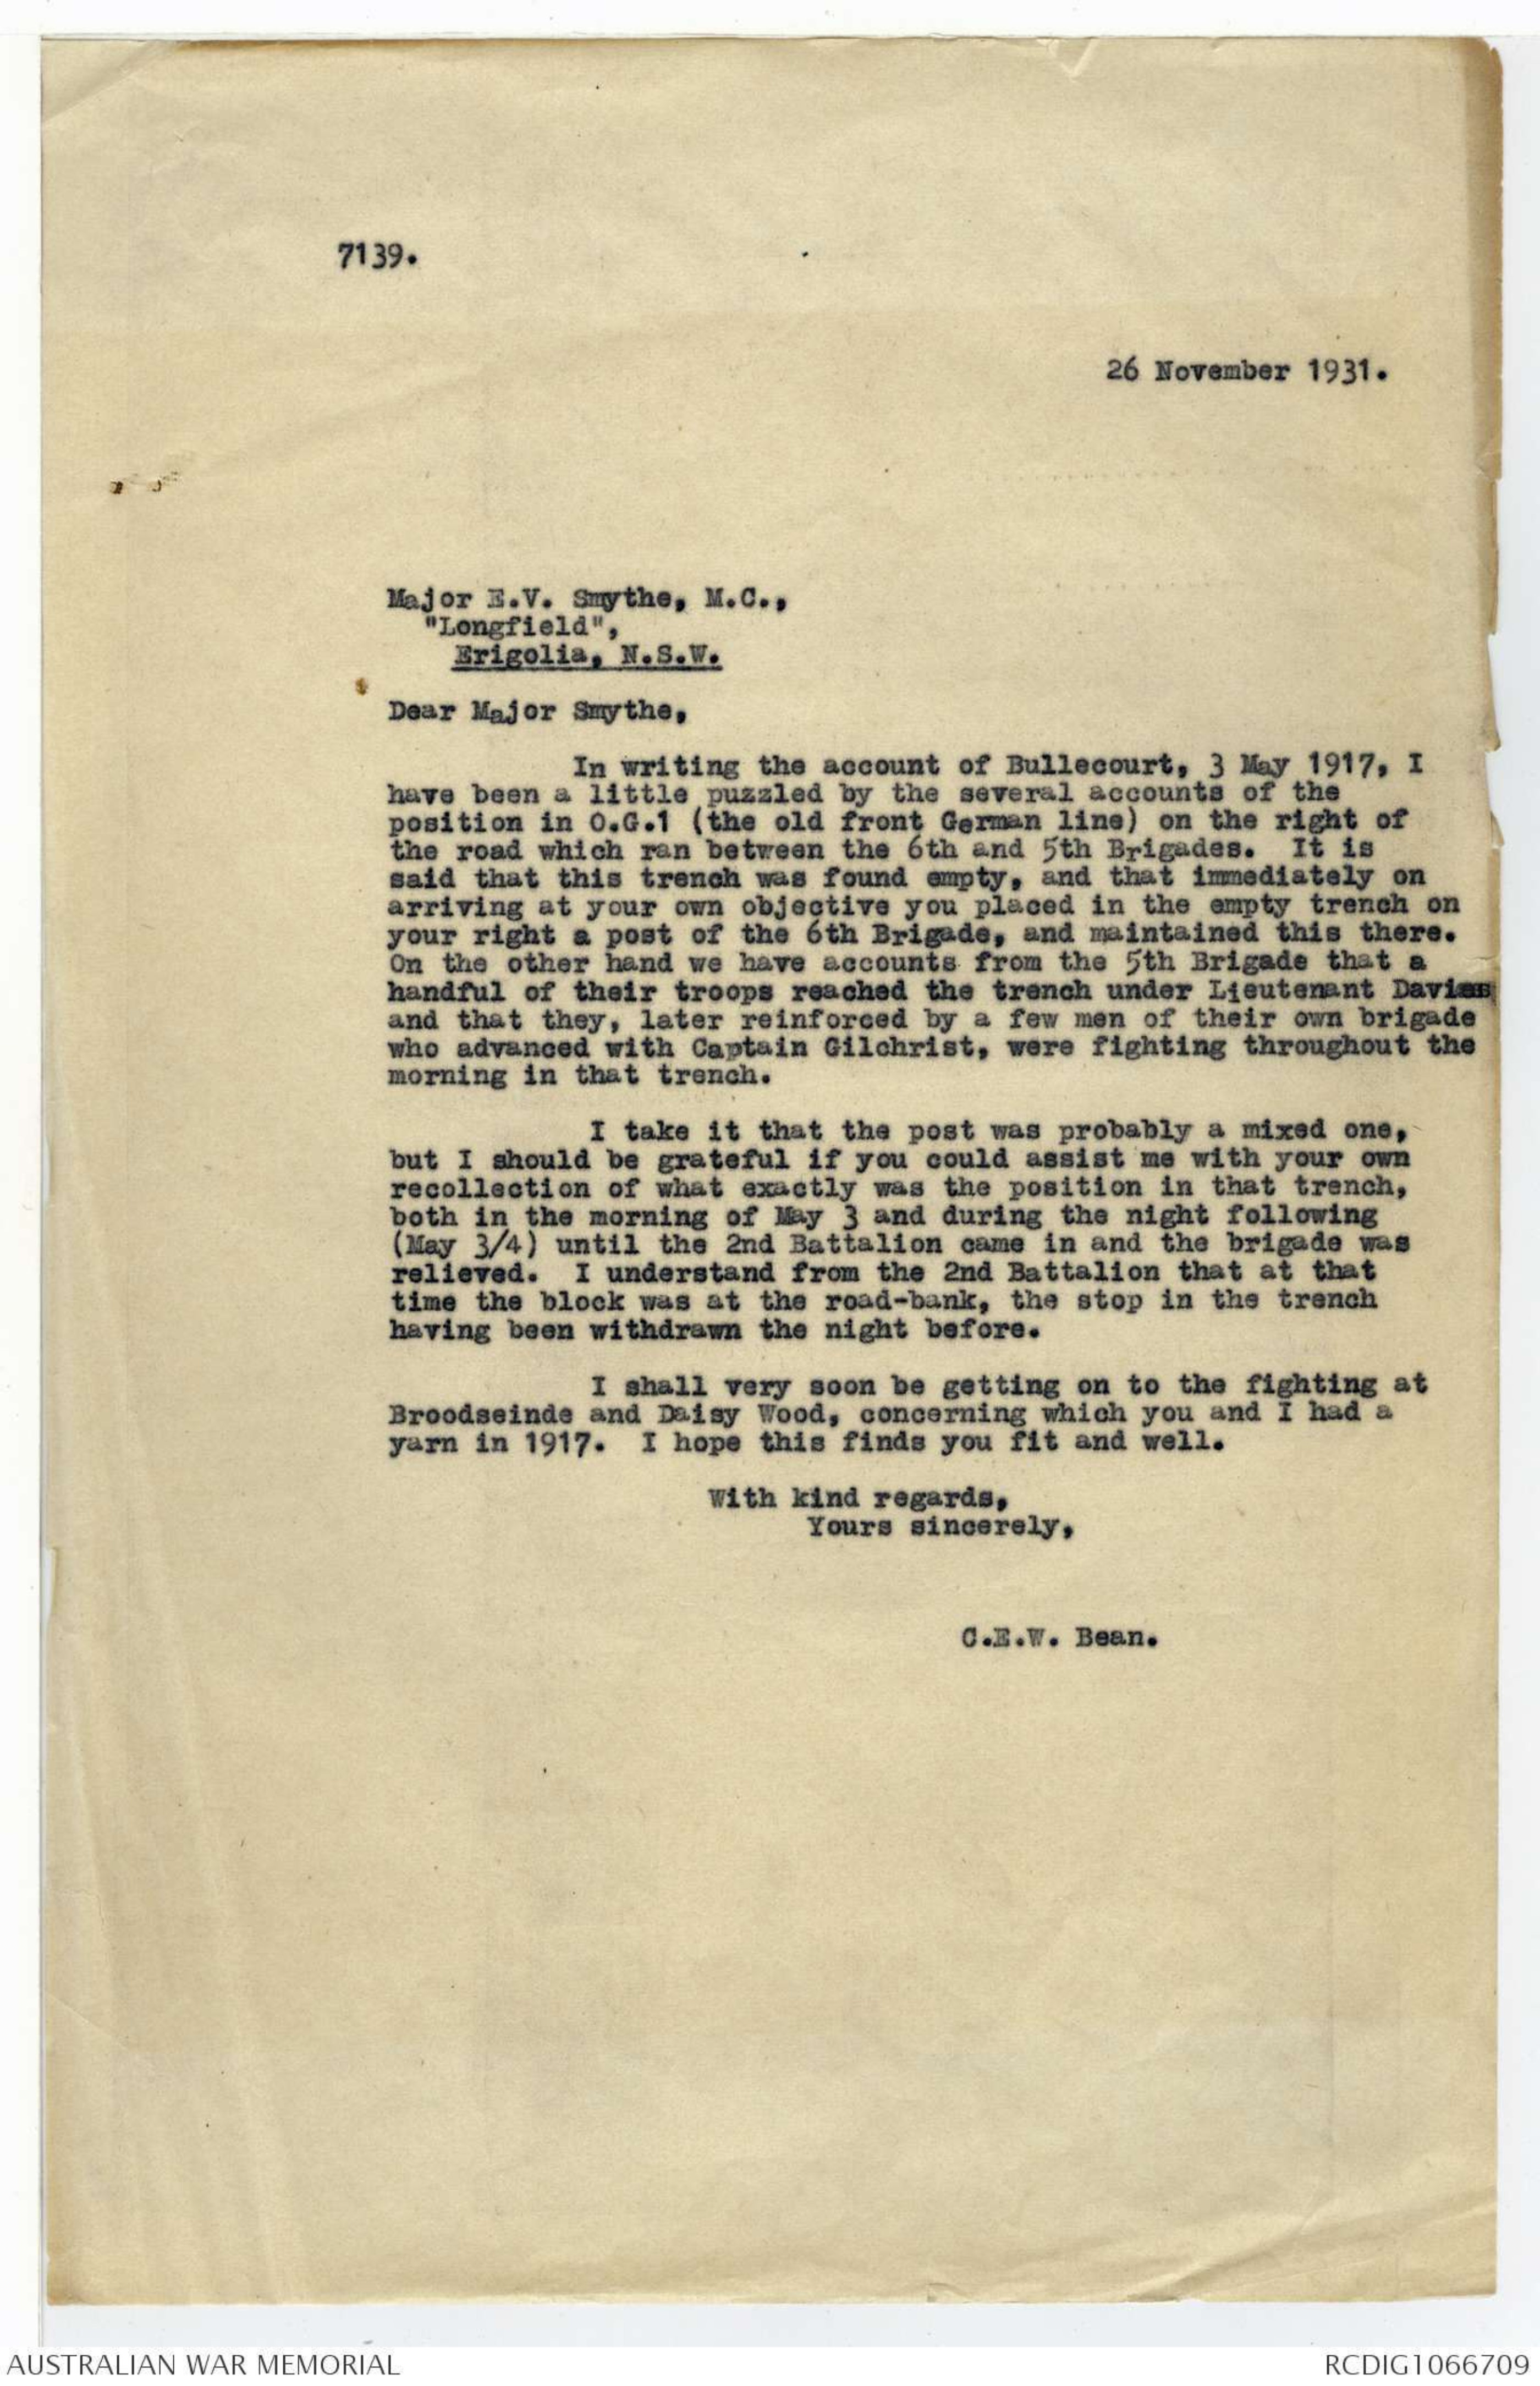 7139.
26 November 1931.
Major E.V. Smythe, M.C.,
"Longfield",
Erigolia, N.S.W.
Dear Major Smythe,
In writing the account of Bullecourt, 3 May 1917, I
have been a little puzzled by the several accounts of the
position in O.G.1 (the old front German line) on the right of
the road which ran between the 6th and 5th Brigades. It is
said that this trench was found empty, and that immediately on
arriving at your own objective you placed in the empty trench on
your right a post of the 6th Brigade, and maintained this there.
On the other hand we have accounts from the 5th Brigade that a
handful of their troops reached the trench under Lieutenant Davies
and that they, later reinforced by a few men of their own brigade
who advanced with Captain Gilchrist, were fighting throughout the
morning in that trench.
I take it that the post was probably a mixed one,
but I should be grateful if you could assist me with your own
recollection of what exactly was the position in that trench,
both in the morning of May 3 and during the night following
(May 3/4) until the 2nd Battalion came in and the brigade was
relieved. I understand from the 2nd Battalion that at that
time the block was at the road-bank, the stop in the trench
having been withdrawn the night before.
I shall very soon be getting on to the fighting at
Broodseinde and Daisy Wood, concerning which you and I had a
yarn in 1917. I hope this finds you fit and well.
With kind regards,
Yours sincerely,
C.E.W. Bean.
AUSTRALIAN WAR MEMORIAL
RCDIG1066709